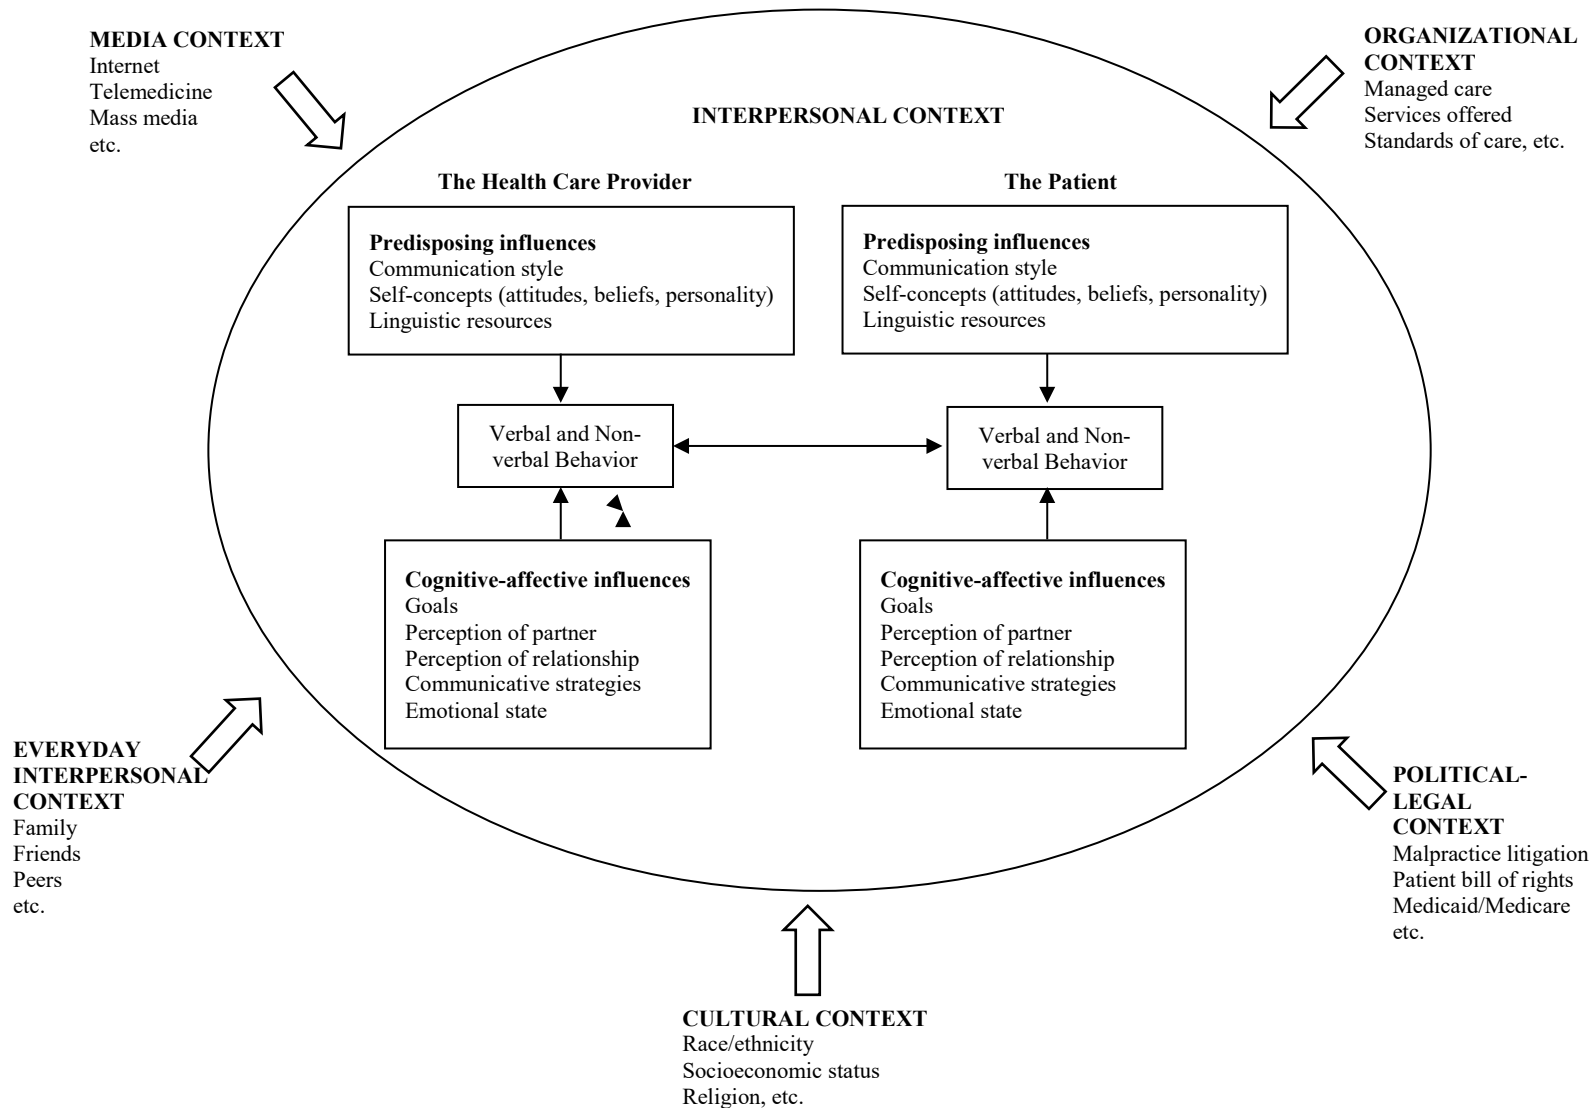 MEDIA CONTEXT
Internet
Telemedicine
Mass media
etc.
ORGANIZATIONAL
CONTEXT
Managed care
Services offered
Standards of care, etc.
INTERPERSONAL CONTEXT
The Health Care Provider
Predisposing influences
Communication style
Self-concepts (attitudes, beliefs, personality)
Linguistic resources
Verbal and Non-
verbal Behavior
Cognitive-affective influences
Goals
Perception of partner
Perception of relationship
Communicative strategies
Emotional state
The Patient
Predisposing influences
Communication style
Self-concepts (attitudes, beliefs, personality)
Linguistic resources
Verbal and Non-
verbal Behavior
Cognitive-affective influences
Goals
Perception of partner
Perception of relationship
Communicative strategies
Emotional state
EVERYDAY
INTERPERSONAL
CONTEXT
Family
Friends
Peers
etc.
POLITICAL-
LEGAL
CONTEXT
Malpractice litigation
Patient bill of rights
Medicaid/Medicare
etc.
CULTURAL CONTEXT
Race/ethnicity
Socioeconomic status
Religion, etc.